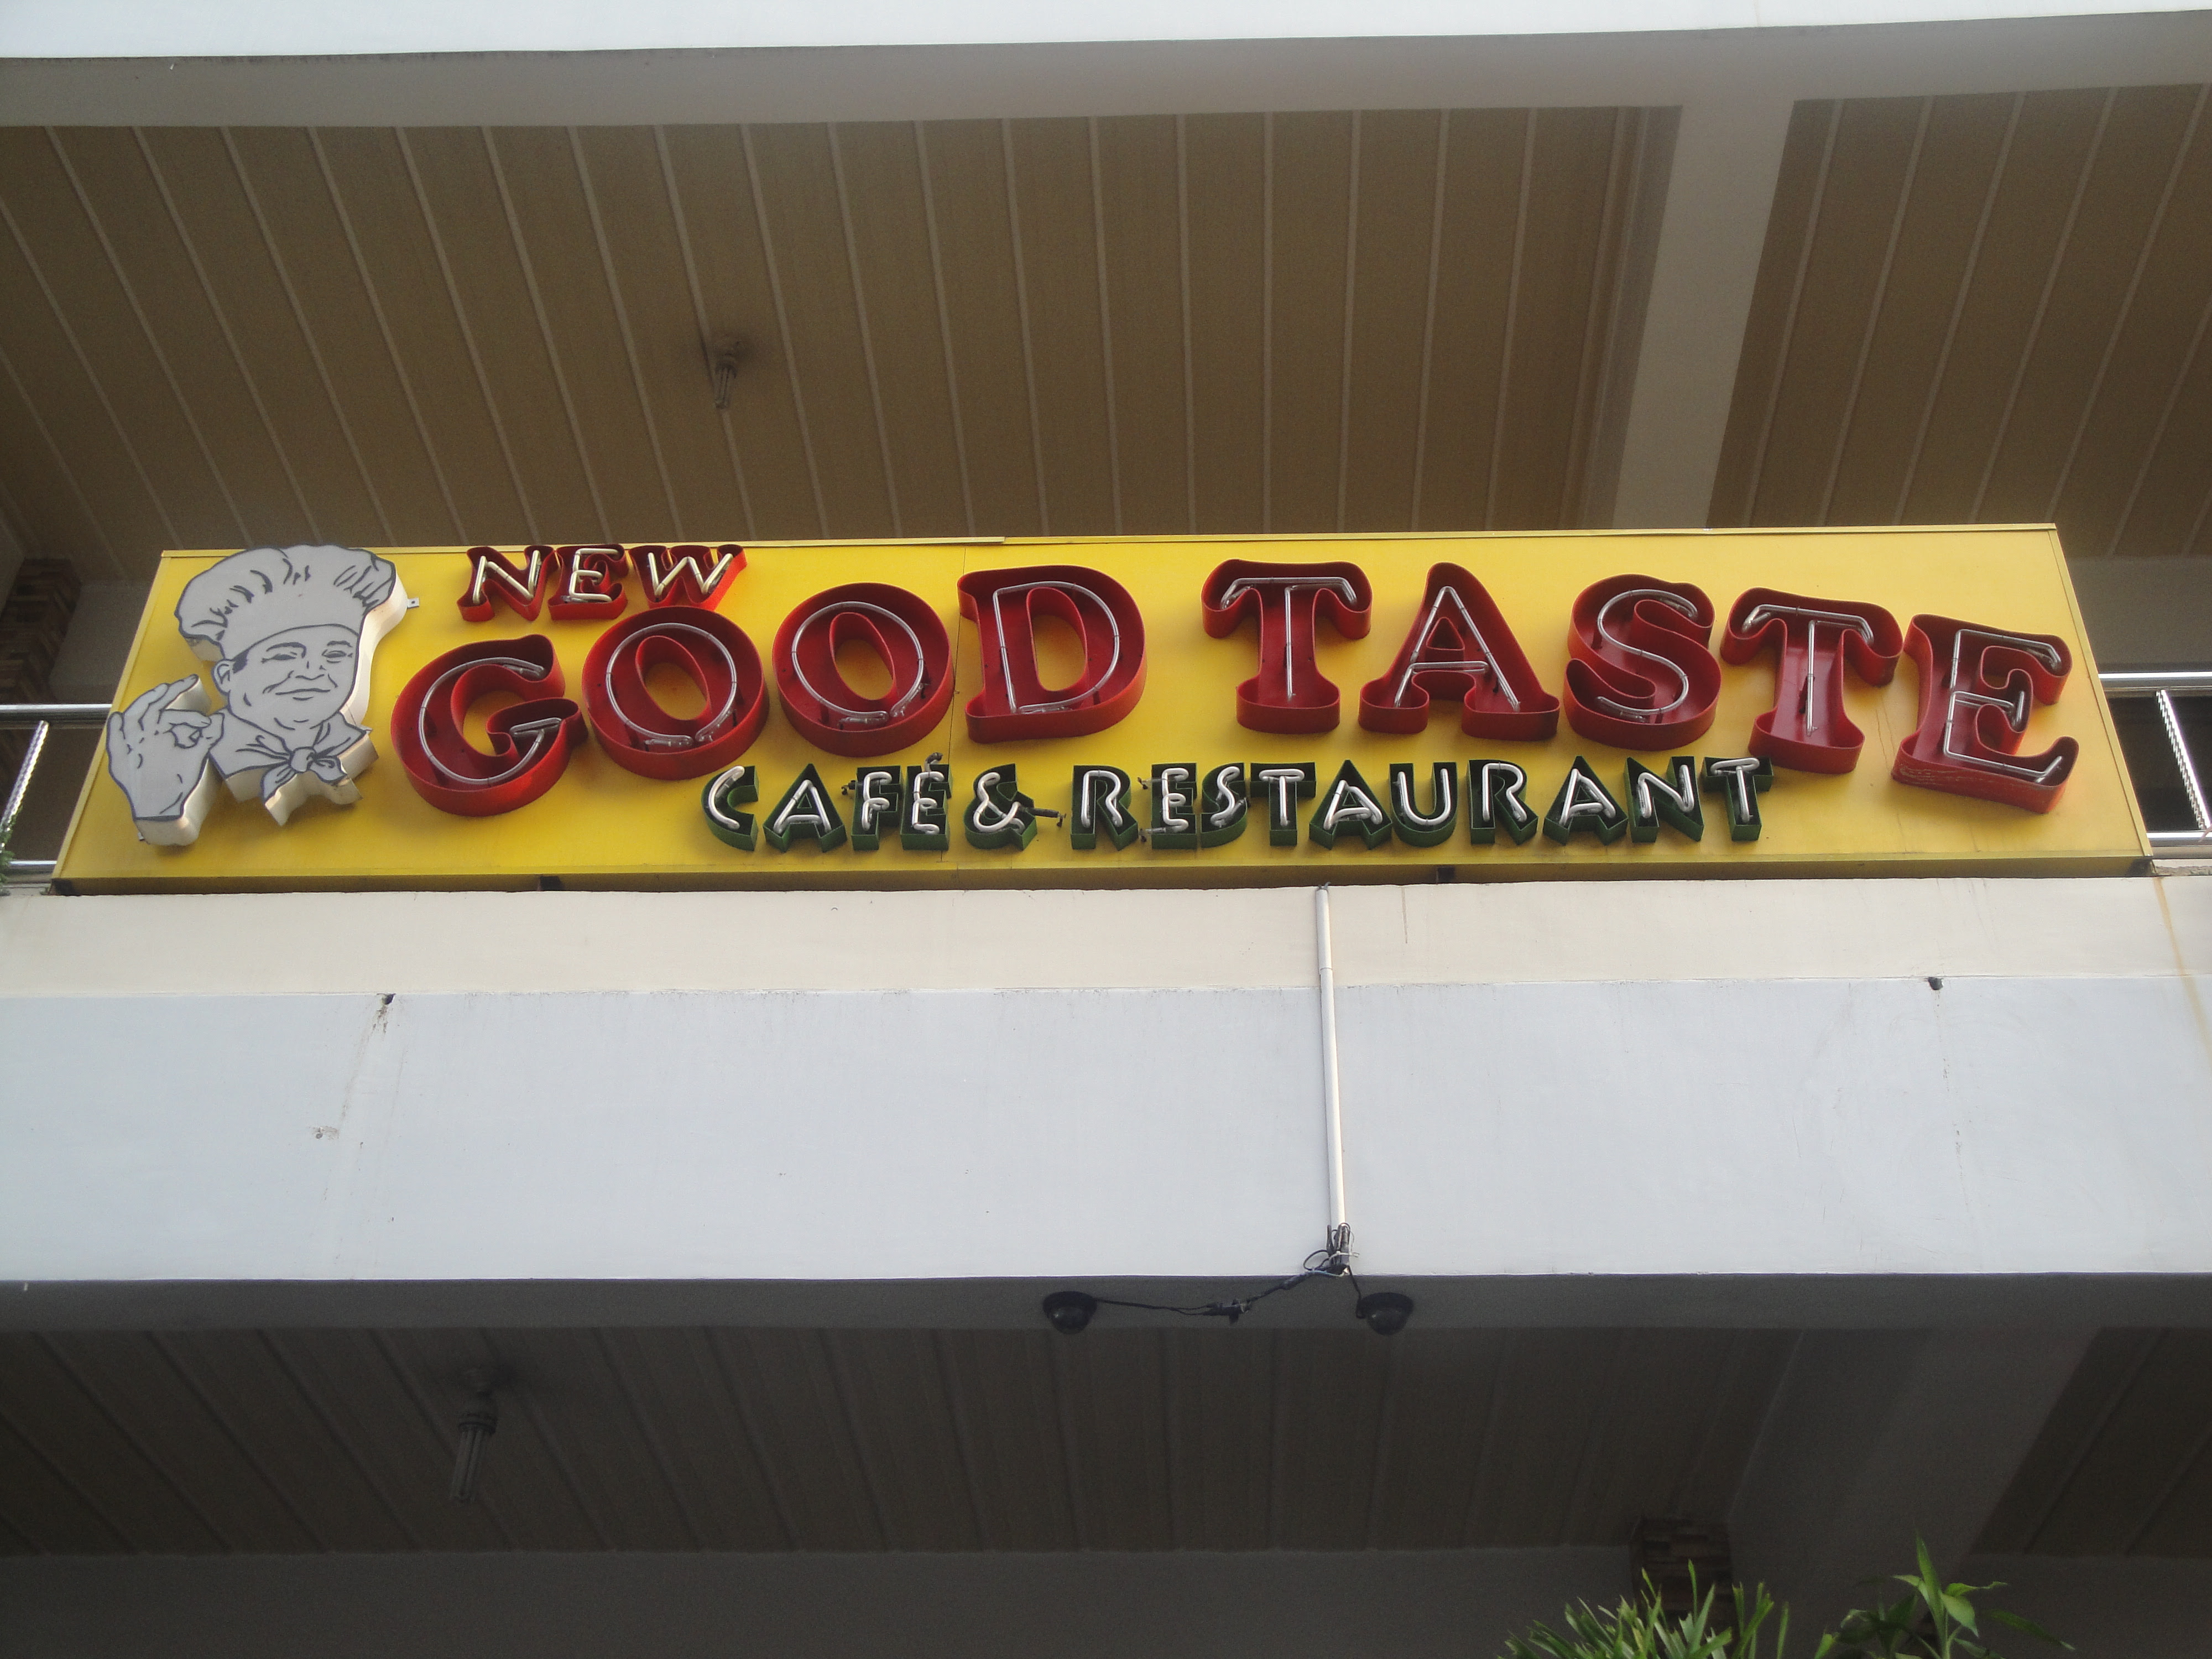 NEW
GOOD TASTE
CAFÉ & RESTAURANT